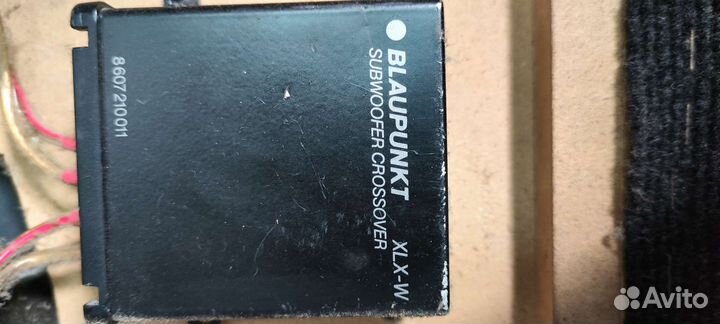 BLAUPUNKT XLX-W
SUBWOOFER CROSSOVER
8607210011
Avito